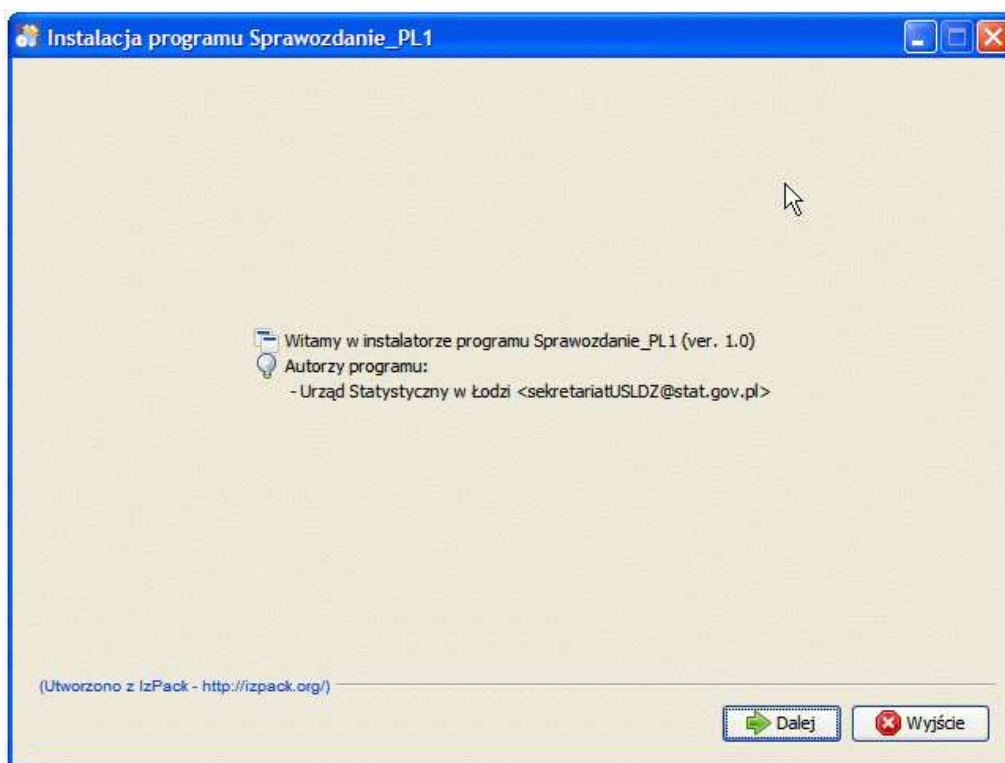 Instalacja programu Sprawozdanie_PL1
Witamy w instalatorze programu Sprawozdanie_PL1 (ver. 1.0)
Autorzy programu:
- Urząd Statystyczny w Łodzi <sekretariatUSLDZ@stat.gov.pl>
(Utworzono z IzPack - http://izpack.org/)
Dalej
Wyjście